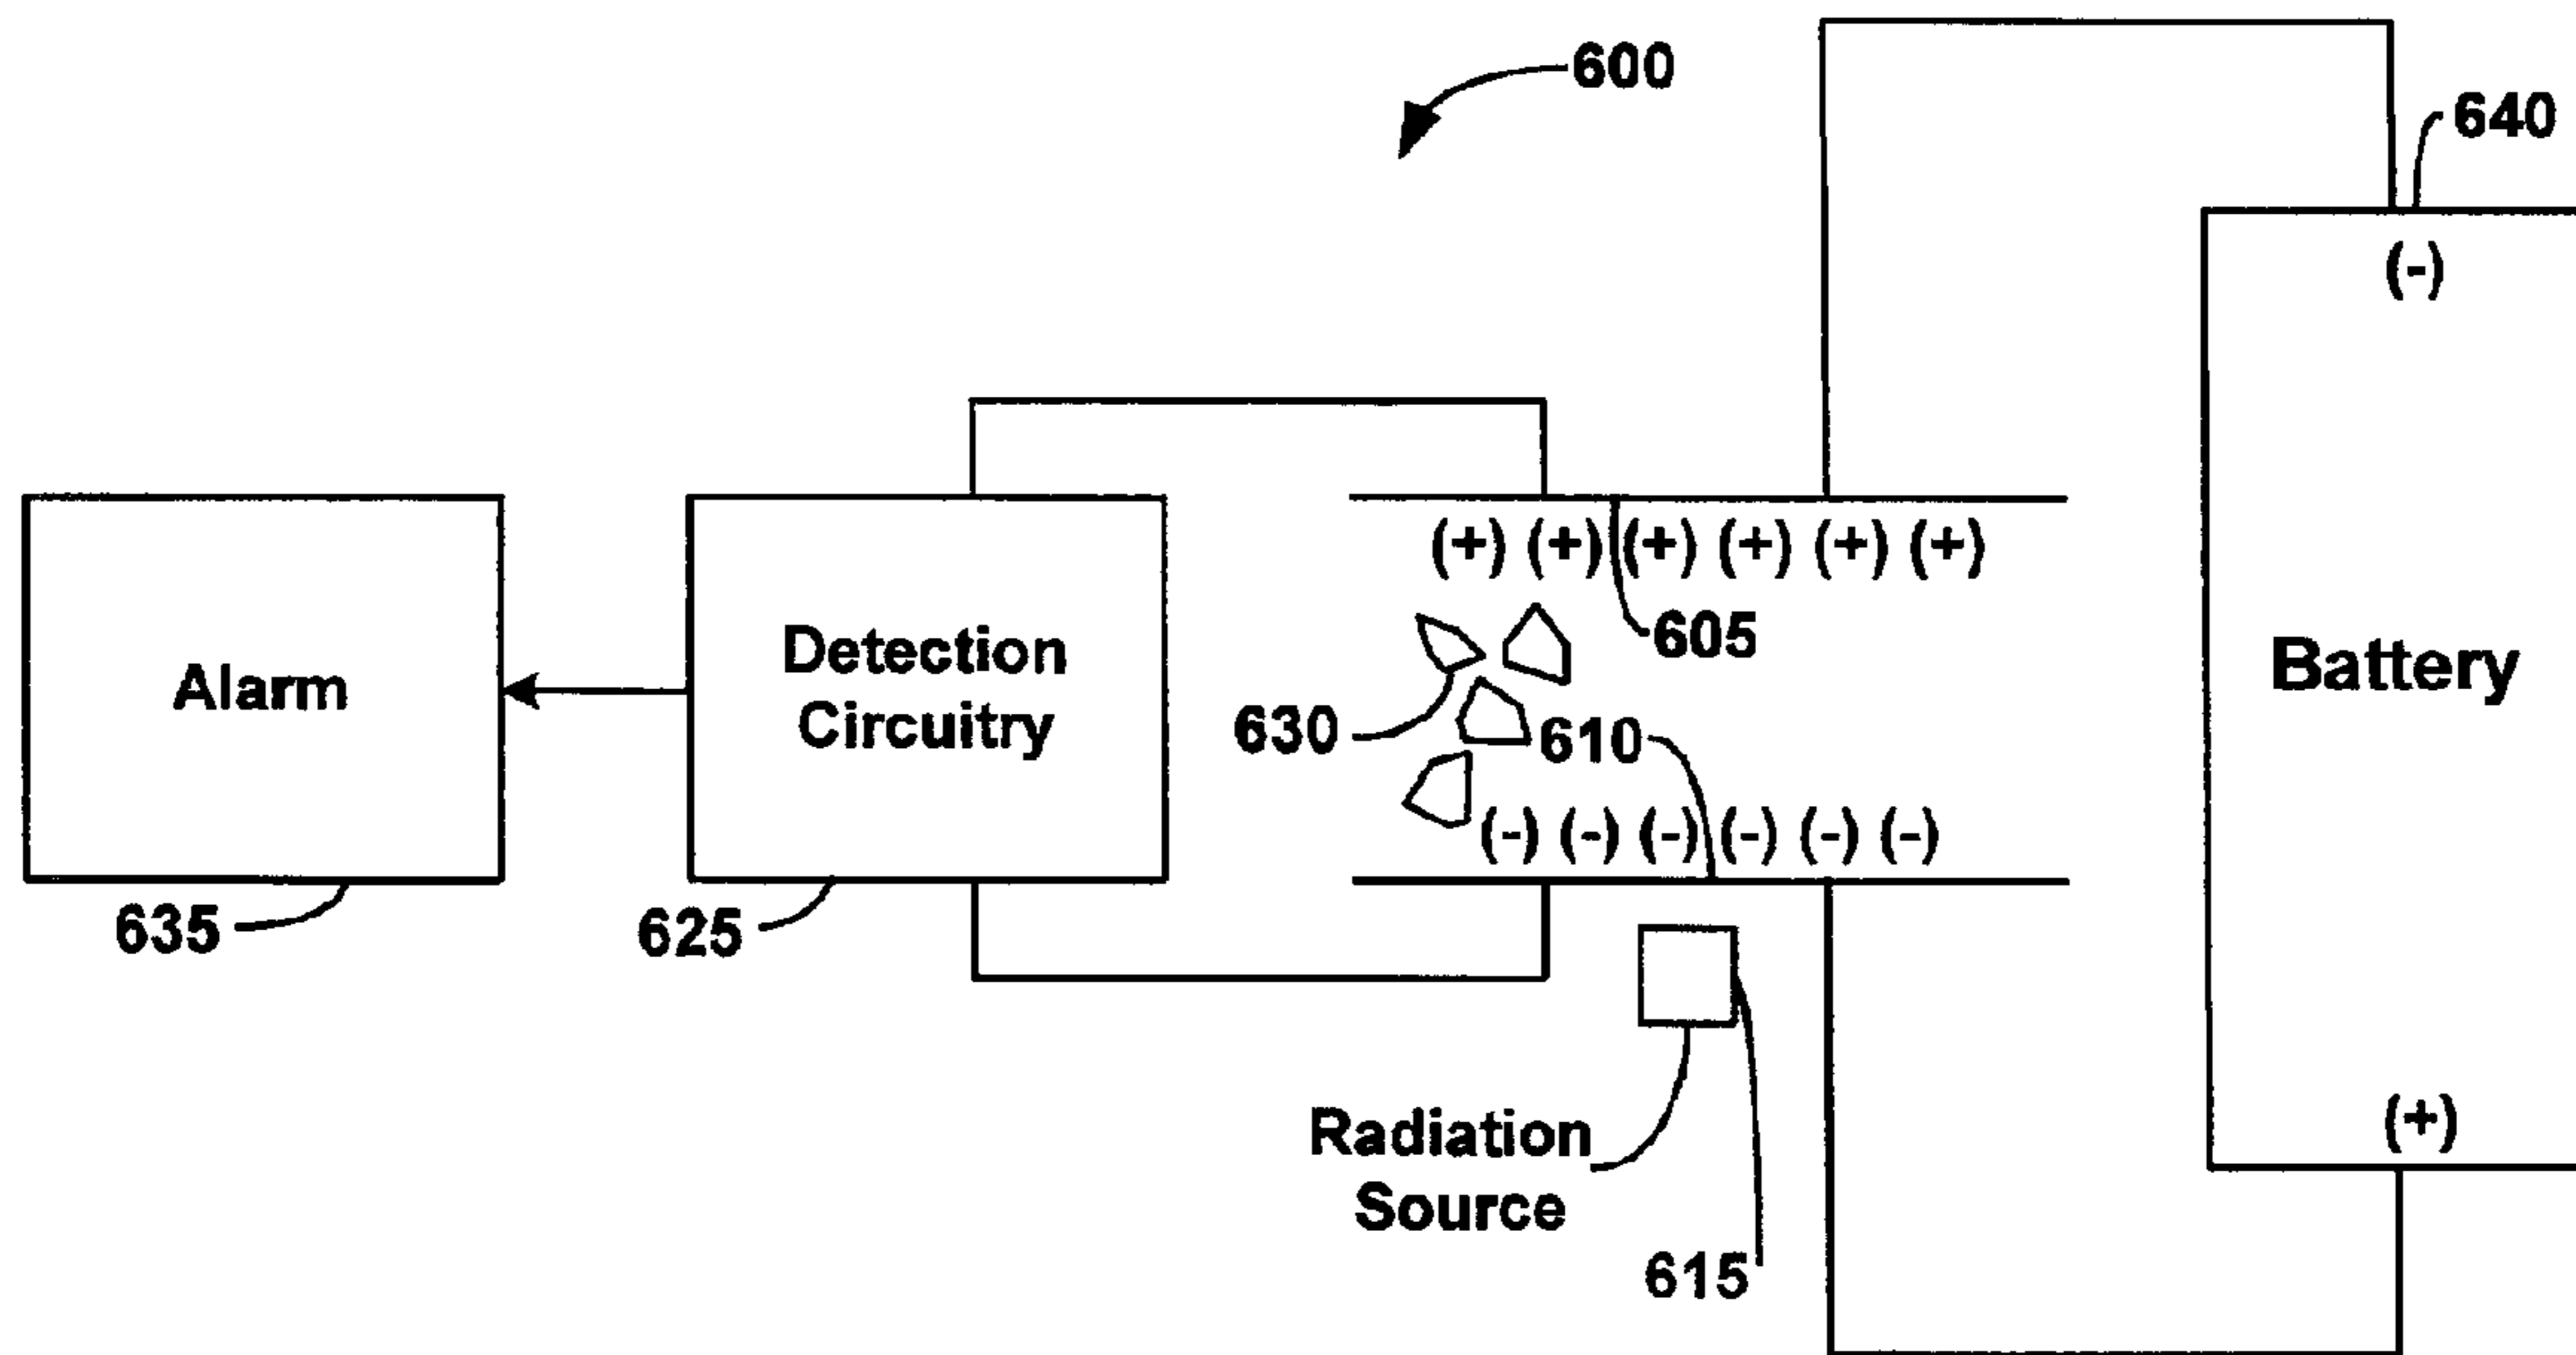 600
640
(-)
(+) (+) (+) (+) (+) (+)
605
Alarm
Detection
Circuitry
630
610
Battery
(-) (-) (-) (-) (-) (-)
635
625
(+)
Radiation
Source
615